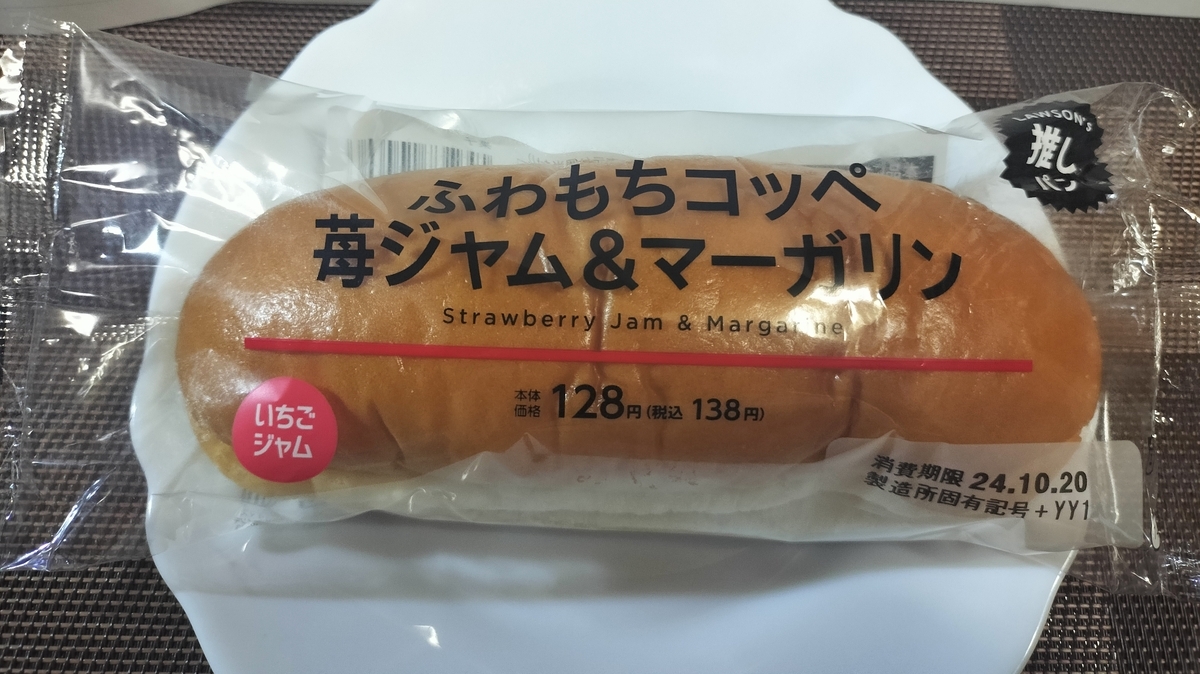 LAWSON's
推し
パン
ふわもちコッペ
苺ジャム&マーガリン
Strawberry Jam & Margarine
本体価格 128円(税込 138円)
いちご
ジャム
消費期限 24.10.20
製造所固有記号+YY1